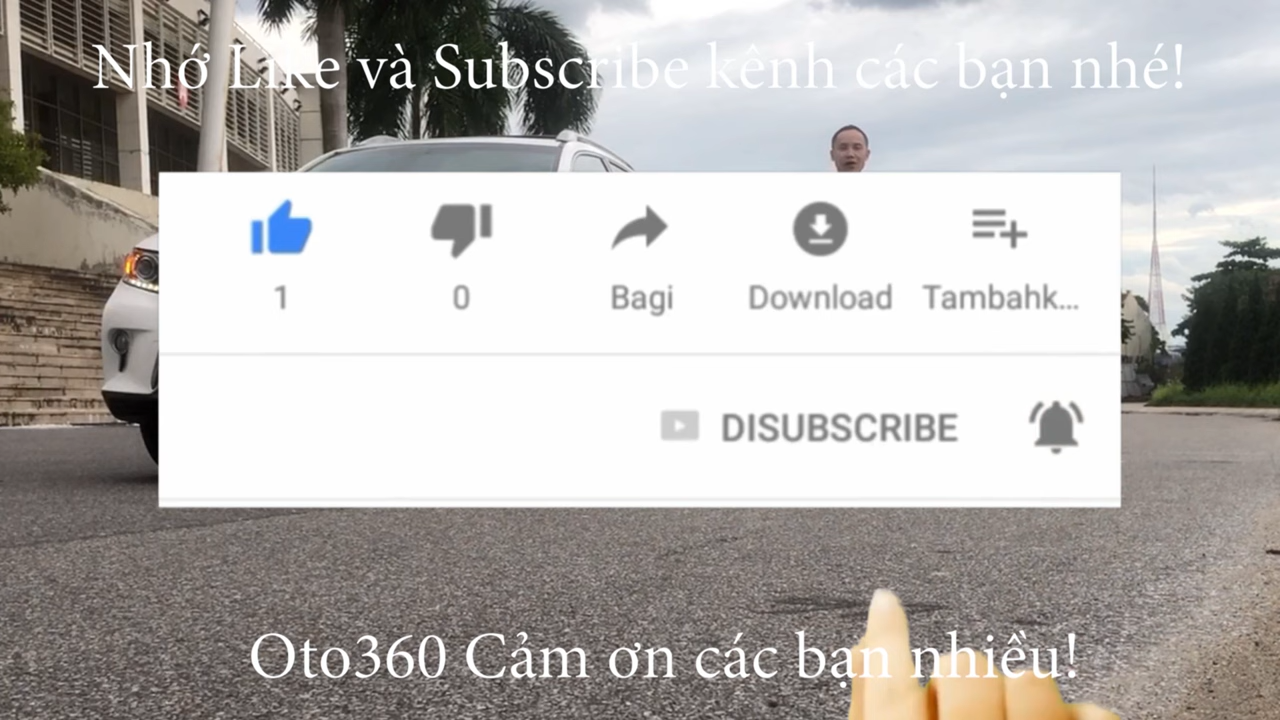 Nhớ Like và Subscribe kênh các bạn nhé!
1
0
Bagi
Download
Tambahk...
DISUBSCRIBE
Oto360 Cảm ơn các bạn nhiều!